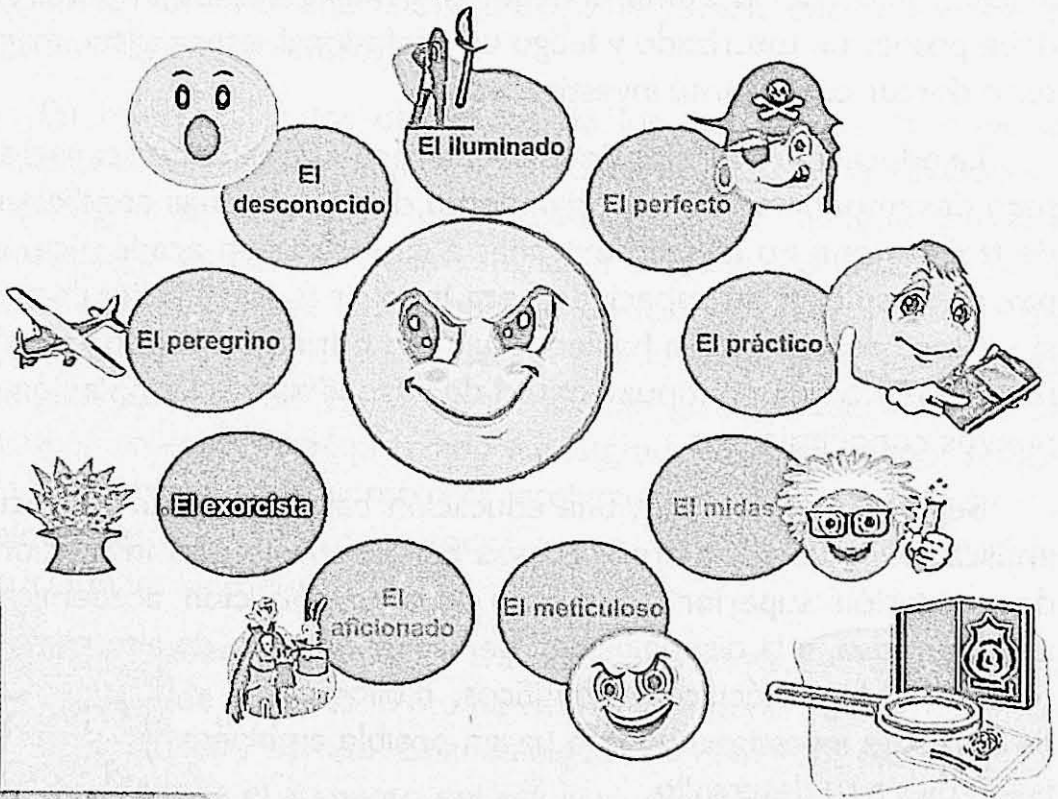 El iluminado
El
desconocido
El perfecto
El peregrino
El práctico
El exorcista
El midas
El
aficionado
El meticuloso